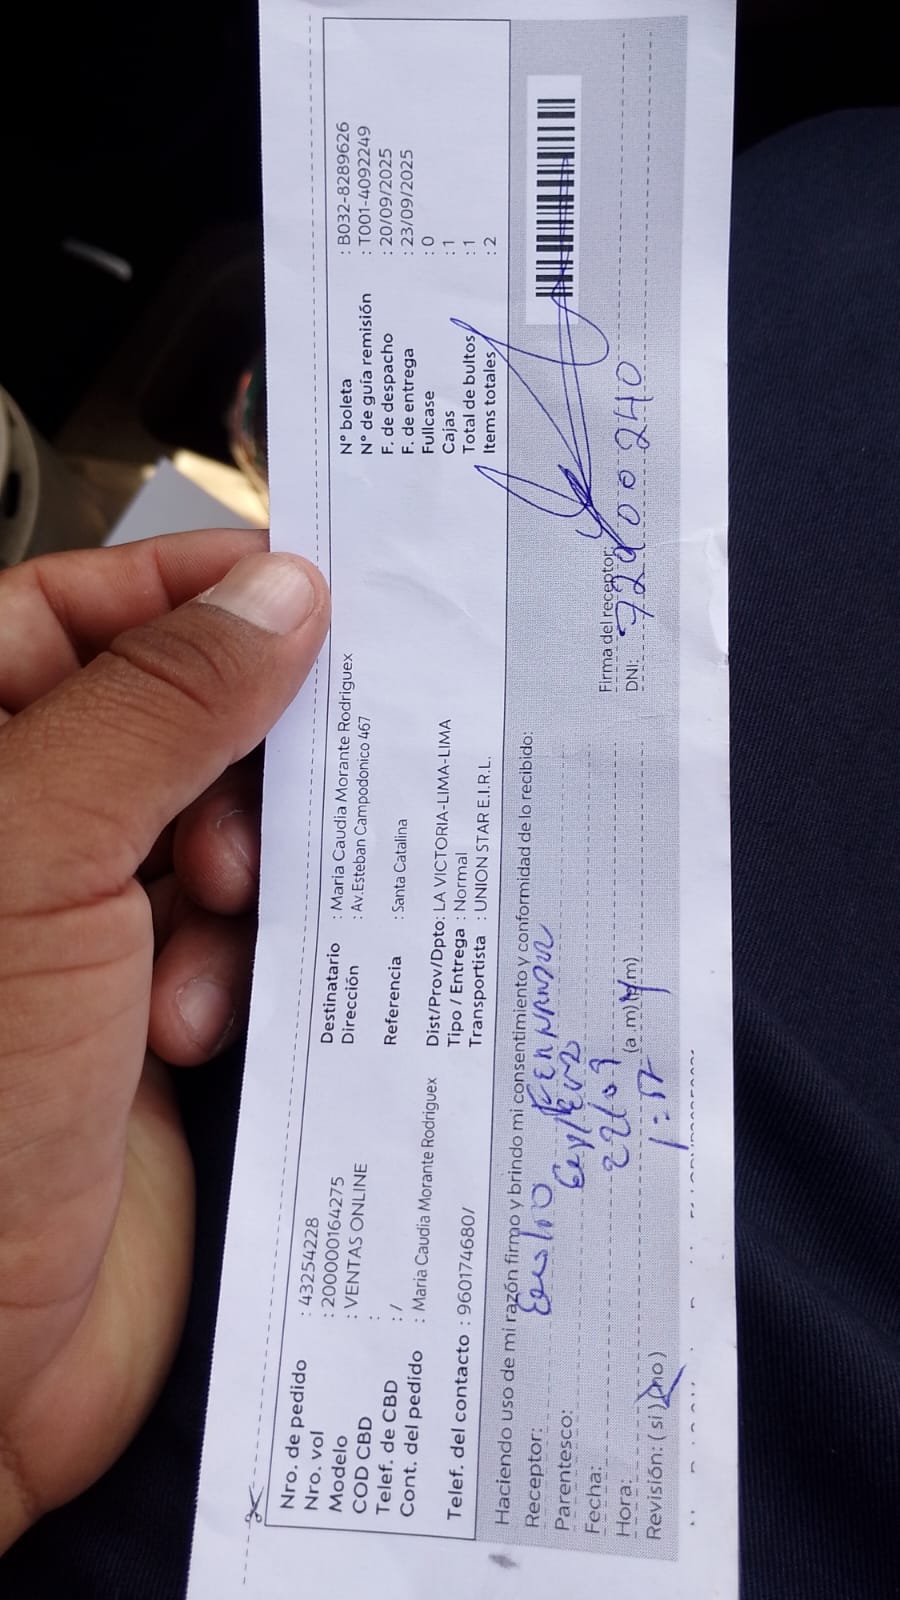 Nro. de pedido : 43254228
Nro. vol : 200000164275
Modelo : VENTAS ONLINE
COD CBD :
Telef. de CBD : /
Cont. del pedido : Maria Caudia Morante Rodriguex
Telef. del contacto : 960174680/
Destinatario : Maria Caudia Morante Rodriguex
Dirección : Av.Esteban Campodonico 467
Referencia : Santa Catalina
Dist/Prov/Dpto: LA VICTORIA-LIMA-LIMA
Tipo / Entrega : Normal
Transportista : UNION STAR E.I.R.L.
N° boleta : B032-8289626
N° de guía remisión : T001-4092249
F. de despacho : 20/09/2025
F. de entrega : 23/09/2025
Fullcase : 0
Cajas : 1
Total de bultos : 1
Items totales : 2
Haciendo uso de mi razón firmo y brindo mi consentimiento y conformidad de lo recibido:
Receptor:
Parentesco:
Fecha: 22/09
Hora: (a .m) (p.m)
Revisión: ( si ) ( no )
Firma del receptor:
DNI: